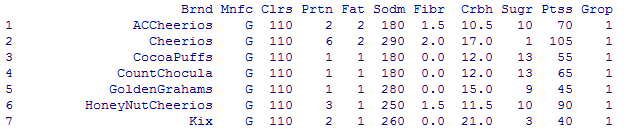 Brnd Mnfc Clrs Prtn Fat Sodm Fibr Crbh Sugr Ptss Grop
1 ACCheerios G 110 2 2 180 1.5 10.5 10 70 1
2 Cheerios G 110 6 2 290 2.0 17.0 1 105 1
3 CocoaPuffs G 110 1 1 180 0.0 12.0 13 55 1
4 CountChocula G 110 1 1 180 0.0 12.0 13 65 1
5 GoldenGrahams G 110 1 1 280 0.0 15.0 9 45 1
6 HoneyNutCheerios G 110 3 1 250 1.5 11.5 10 90 1
7 Kix G 110 2 1 260 0.0 21.0 3 40 1